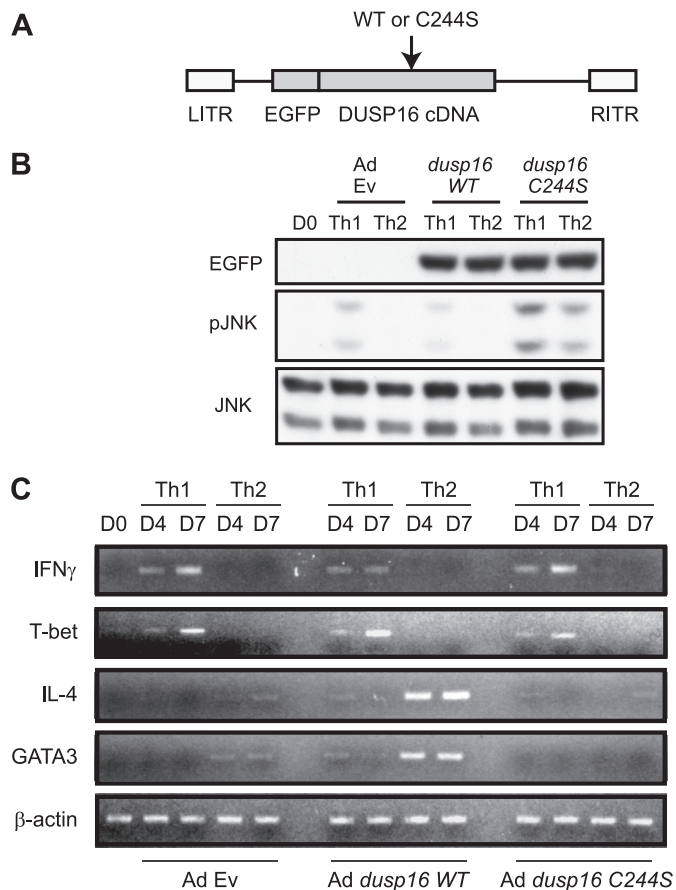 A
WT or C244S
LITR EGFP DUSP16 cDNA RITR
B
Ad Ev dusp16 WT dusp16 C244S
D0 Th1 Th2 Th1 Th2 Th1 Th2
EGFP
pJNK
JNK
C
Th1 Th2 Th1 Th2 Th1 Th2
D0 D4 D7 D4 D7 D4 D7 D4 D7 D4 D7 D4 D7
IFNγ
T-bet
IL-4
GATA3
β-actin
Ad Ev Ad dusp16 WT Ad dusp16 C244S